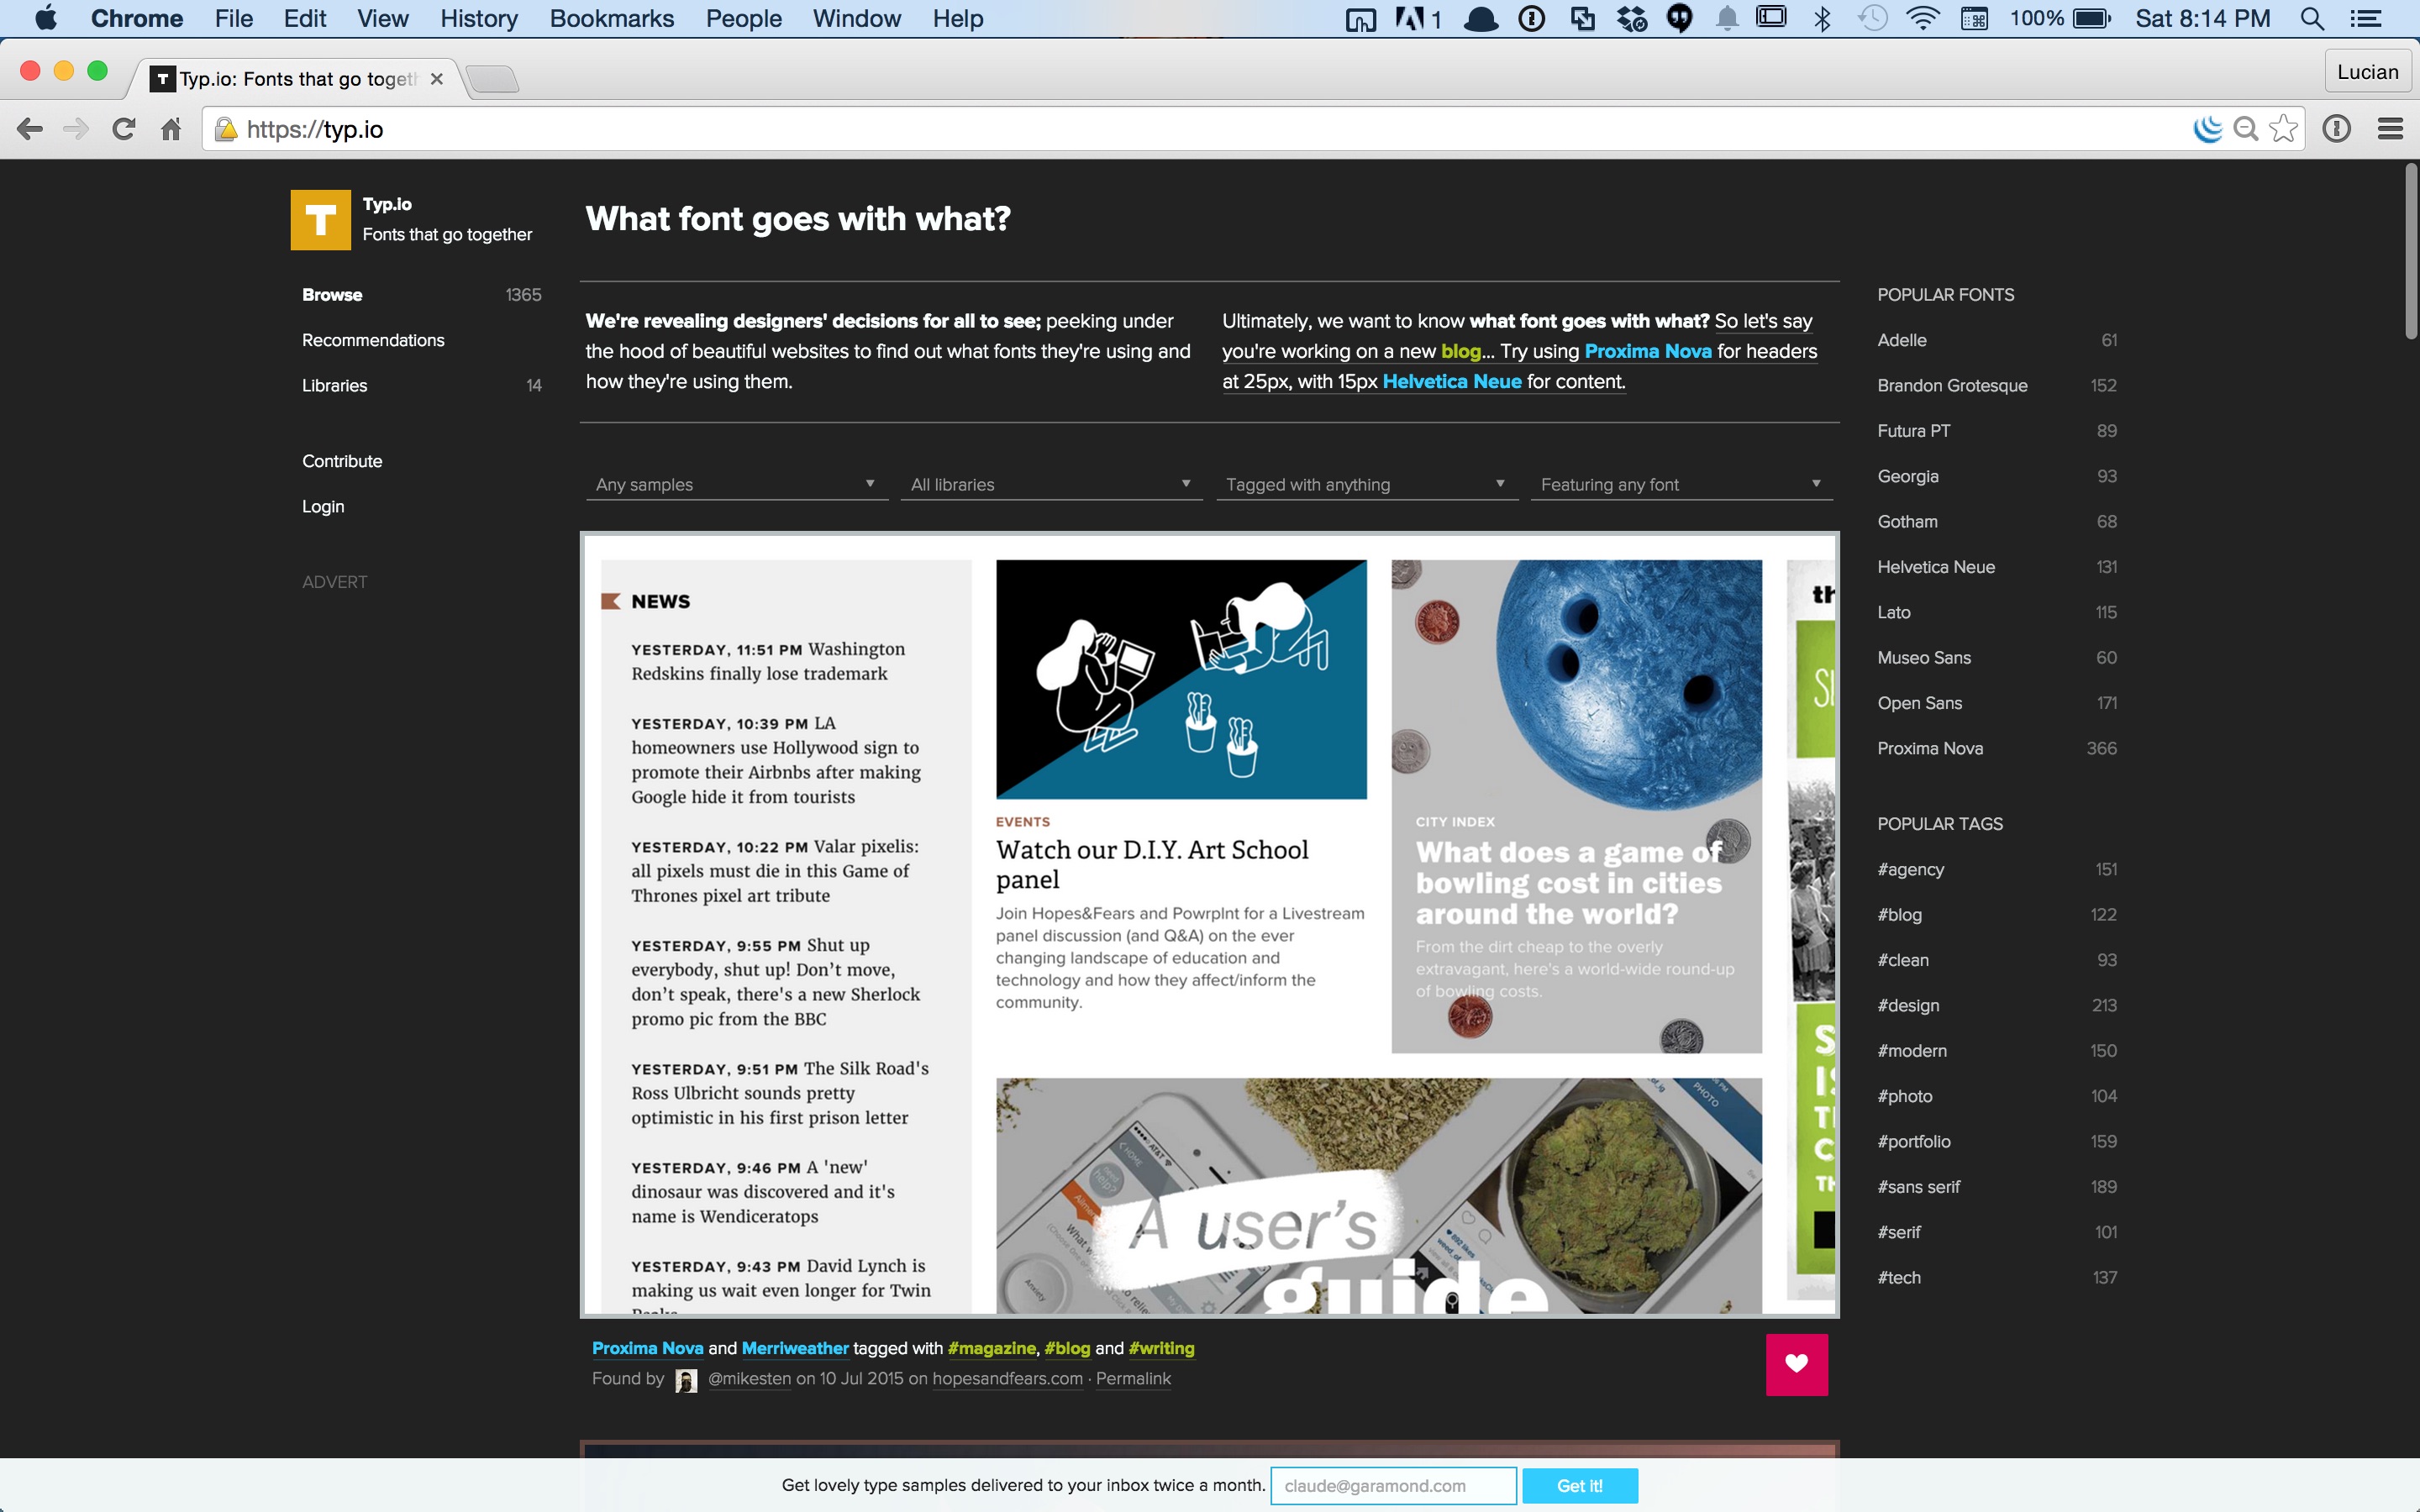 Chrome File Edit View History Bookmarks People Window Help 1 100% Sat 8:14 PM
Typ.io: Fonts that go togeth
Lucian
https://typ.io
Typ.io
Fonts that go together
Browse 1365
Recommendations
Libraries 14
Contribute
Login
ADVERT
What font goes with what?
We're revealing designers' decisions for all to see; peeking under
the hood of beautiful websites to find out what fonts they're using and
how they're using them.
Ultimately, we want to know what font goes with what? So let's say
you're working on a new blog... Try using Proxima Nova for headers
at 25px, with 15px Helvetica Neue for content.
Any samples
All libraries
Tagged with anything
Featuring any font
NEWS
YESTERDAY, 11:51 PM Washington
Redskins finally lose trademark
YESTERDAY, 10:39 PM LA
homeowners use Hollywood sign to
promote their Airbnbs after making
Google hide it from tourists
YESTERDAY, 10:22 PM Valar pixelis:
all pixels must die in this Game of
Thrones pixel art tribute
YESTERDAY, 9:55 PM Shut up
everybody, shut up! Don’t move,
don’t speak, there's a new Sherlock
promo pic from the BBC
YESTERDAY, 9:51 PM The Silk Road's
Ross Ulbricht sounds pretty
optimistic in his first prison letter
YESTERDAY, 9:46 PM A 'new'
dinosaur was discovered and it's
name is Wendiceratops
YESTERDAY, 9:43 PM David Lynch is
making us wait even longer for Twin
EVENTS
Watch our D.I.Y. Art School
panel
Join Hopes&Fears and Powrplnt for a Livestream
panel discussion (and Q&A) on the ever
changing landscape of education and
technology and how they affect/inform the
community.
CITY INDEX
What does a game of
bowling cost in cities
around the world?
From the dirt cheap to the overly
extravagant, here's a world-wide round-up
of bowling costs.
AT&T
HOME
need help?
PHOTO
Anxiety
A user’s
guide
Proxima Nova and Merriweather tagged with #magazine, #blog and #writing
Found by @mikesten on 10 Jul 2015 on hopesandfears.com · Permalink
POPULAR FONTS
Adelle 61
Brandon Grotesque 152
Futura PT 89
Georgia 93
Gotham 68
Helvetica Neue 131
Lato 115
Museo Sans 60
Open Sans 171
Proxima Nova 366
POPULAR TAGS
#agency 151
#blog 122
#clean 93
#design 213
#modern 150
#photo 104
#portfolio 159
#sans serif 189
#serif 101
#tech 137
Get lovely type samples delivered to your inbox twice a month. claude@garamond.com Get it!